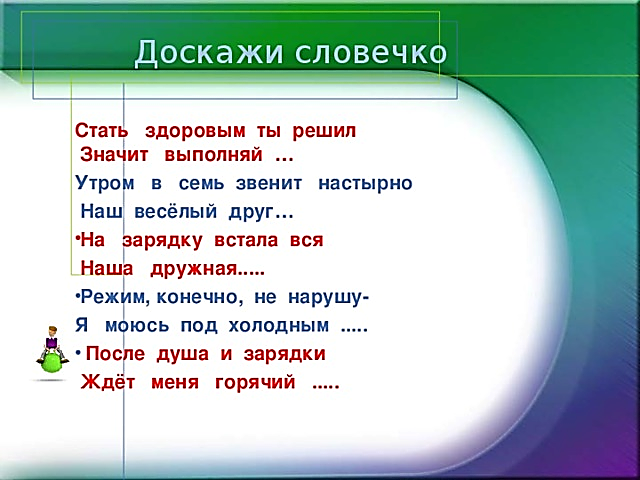 Доскажи словечко
Стать здоровым ты решил
Значит выполняй …
Утром в семь звенит настырно
Наш весёлый друг…
•На зарядку встала вся
Наша дружная.....
•Режим, конечно, не нарушу-
Я моюсь под холодным .....
• После душа и зарядки
Ждёт меня горячий .....